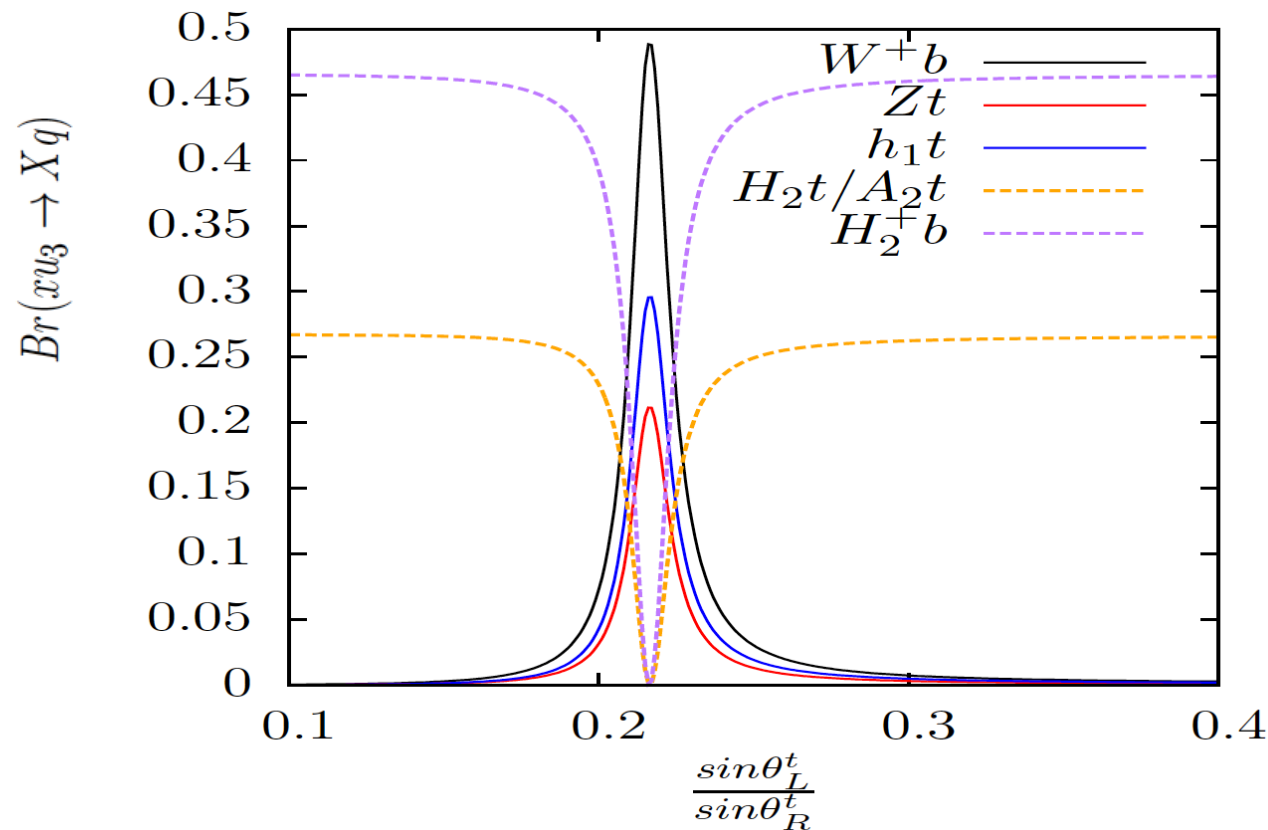 0.5
0.45
0.4
0.35
0.3
0.25
0.2
0.15
0.1
0.05
0
Br(xu₃ → Xq)
W⁺b
Zt
h₁t
H₂t/A₂t
H₂⁺b
0.1 0.2 0.3 0.4
sinθ_L^t
sinθ_R^t